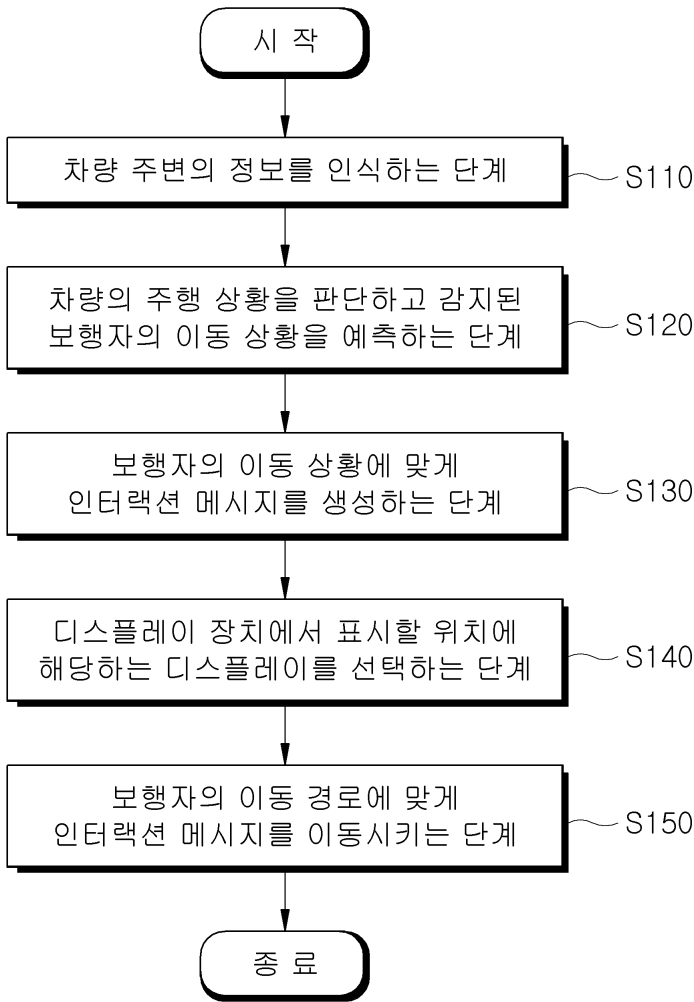 시 작
차량 주변의 정보를 인식하는 단계
S110
차량의 주행 상황을 판단하고 감지된
보행자의 이동 상황을 예측하는 단계
S120
보행자의 이동 상황에 맞게
인터랙션 메시지를 생성하는 단계
S130
디스플레이 장치에서 표시할 위치에
해당하는 디스플레이를 선택하는 단계
S140
보행자의 이동 경로에 맞게
인터랙션 메시지를 이동시키는 단계
S150
종 료